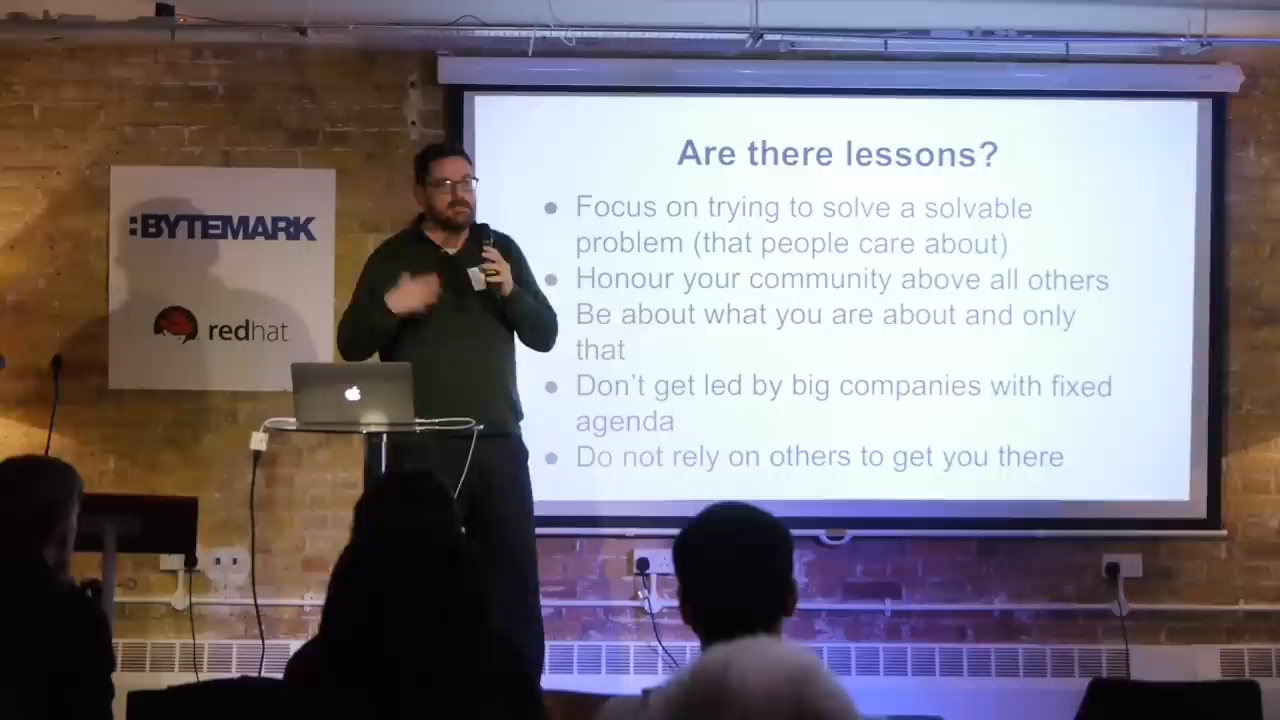 :BYTEMARK
redhat
Are there lessons?
● Focus on trying to solve a solvable
problem (that people care about)
● Honour your community above all others
Be about what you are about and only
that
● Don’t get led by big companies with fixed
agenda
● Do not rely on others to get you there